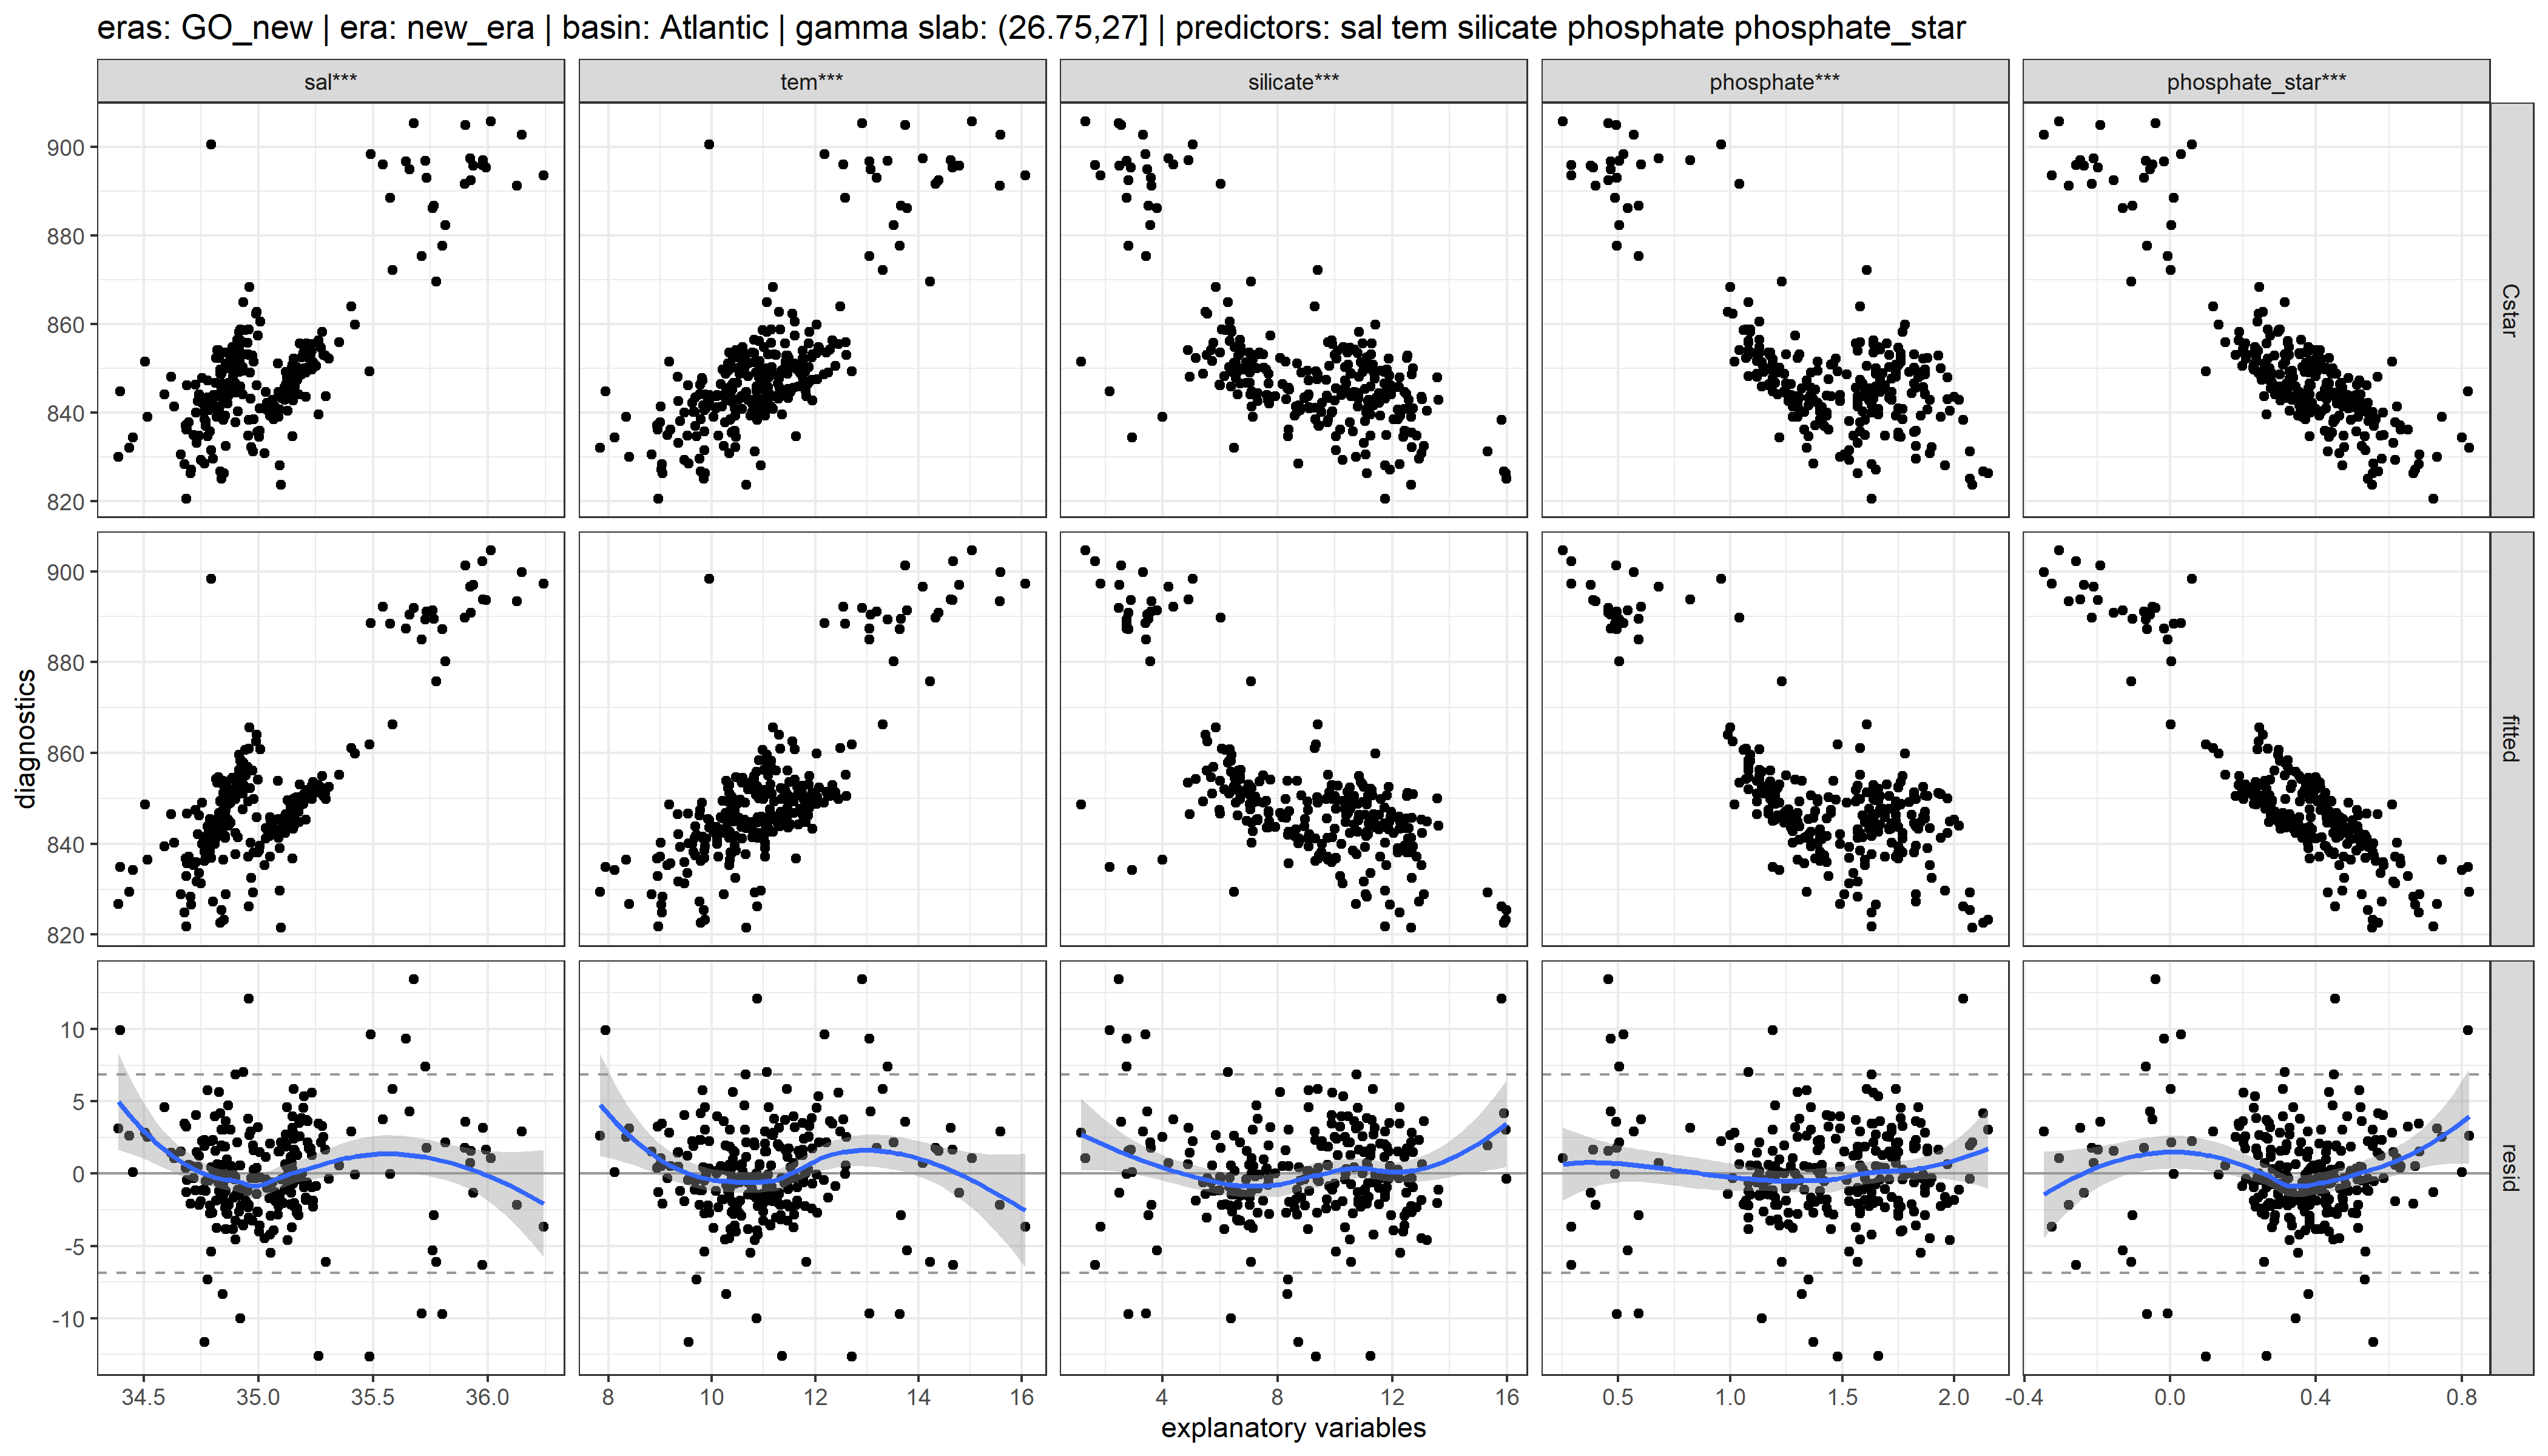 eras: GO_new | era: new_era | basin: Atlantic | gamma slab: (26.75,27] | predictors: sal tem silicate phosphate phosphate_star
sal*** tem*** silicate*** phosphate*** phosphate_star***
900
880
860
840
820
Cstar
900
880
860
840
820
fitted
diagnostics
10
5
0
-5
-10
resid
34.5 35.0 35.5 36.0 8 10 12 14 16 4 8 12 16 0.5 1.0 1.5 2.0 -0.4 0.0 0.4 0.8
explanatory variables